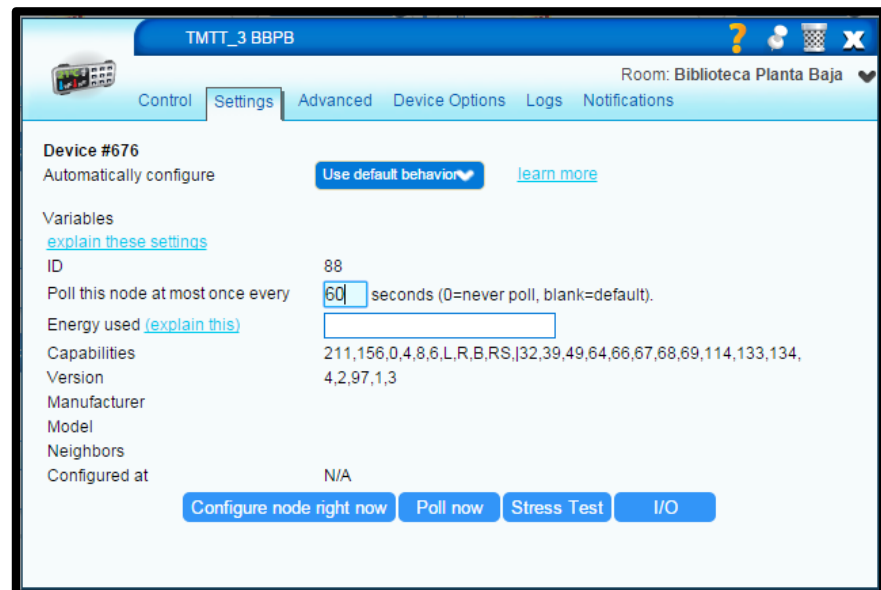 TMTT_3 BBPB
Room: Biblioteca Planta Baja
Control Settings Advanced Device Options Logs Notifications
Device #676
Automatically configure Use default behavior learn more
Variables
explain these settings
ID 88
Poll this node at most once every 60 seconds (0=never poll, blank=default).
Energy used (explain this)
Capabilities 211,156,0,4,8,6,L,R,B,RS,|32,39,49,64,66,67,68,69,114,133,134,
Version 4,2,97,1,3
Manufacturer
Model
Neighbors
Configured at N/A
Configure node right now Poll now Stress Test I/O